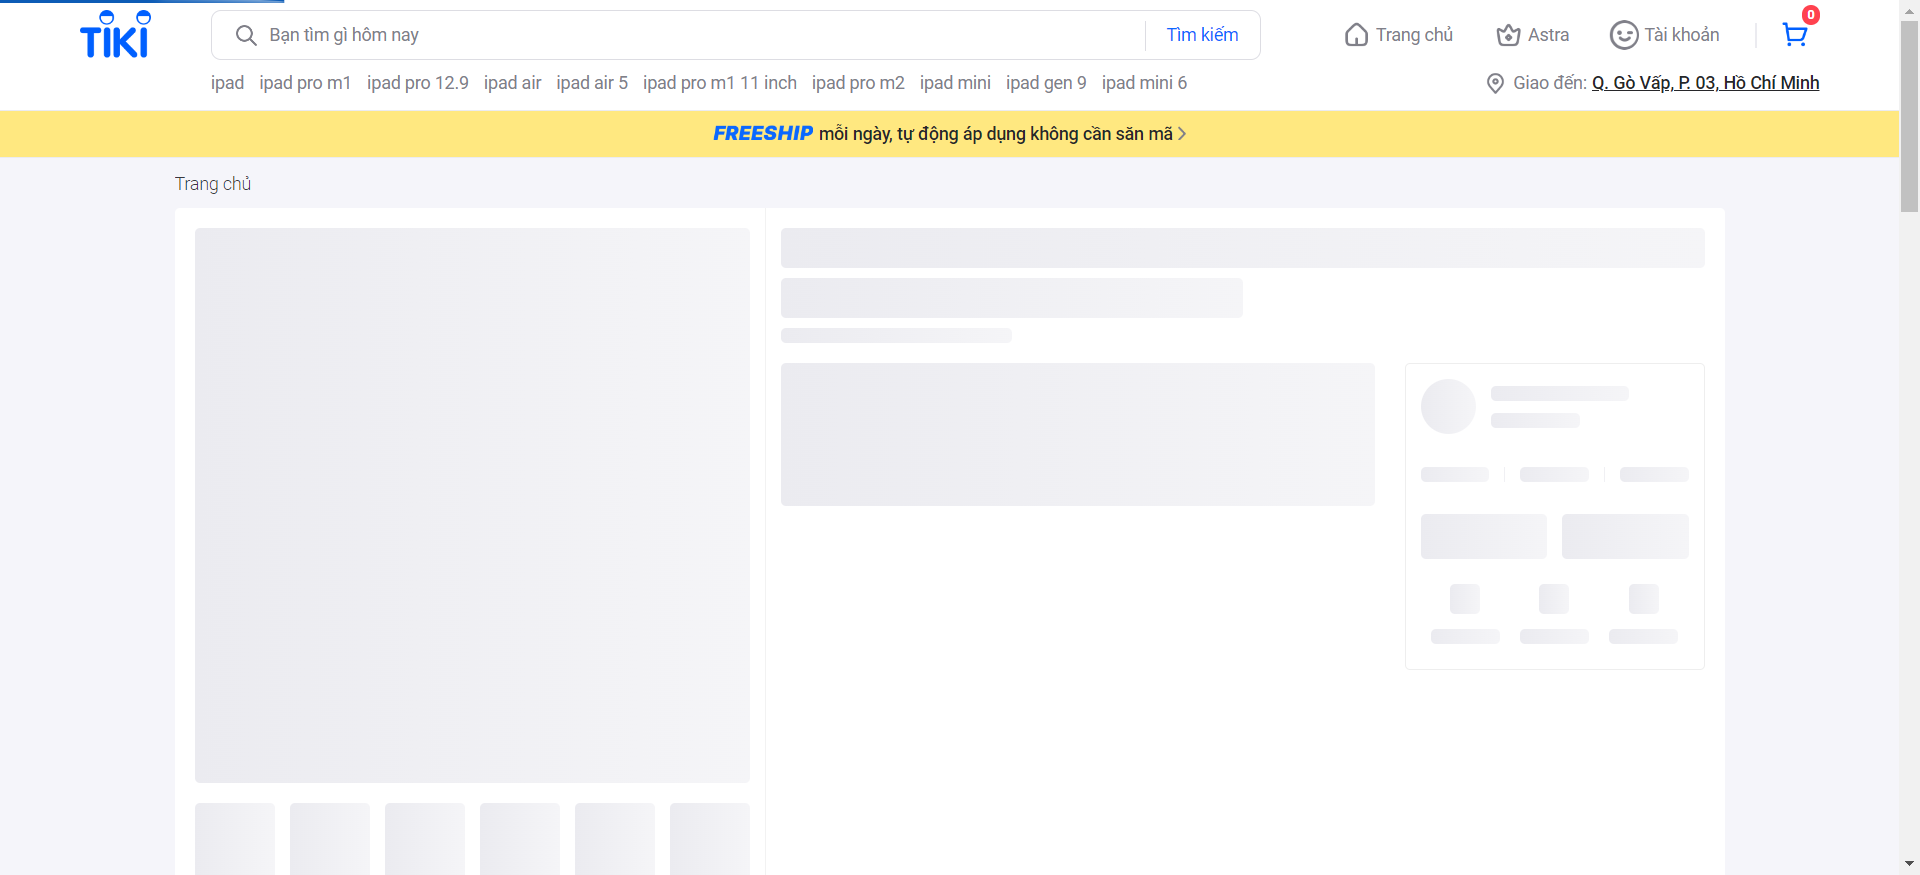 TiKi
Bạn tìm gì hôm nay
Tìm kiếm
Trang chủ
Astra
Tài khoản
0
ipad ipad pro m1 ipad pro 12.9 ipad air ipad air 5 ipad pro m1 11 inch ipad pro m2 ipad mini ipad gen 9 ipad mini 6
Giao đến: Q. Gò Vấp, P. 03, Hồ Chí Minh
FREESHIP mỗi ngày, tự động áp dụng không cần săn mã
Trang chủ